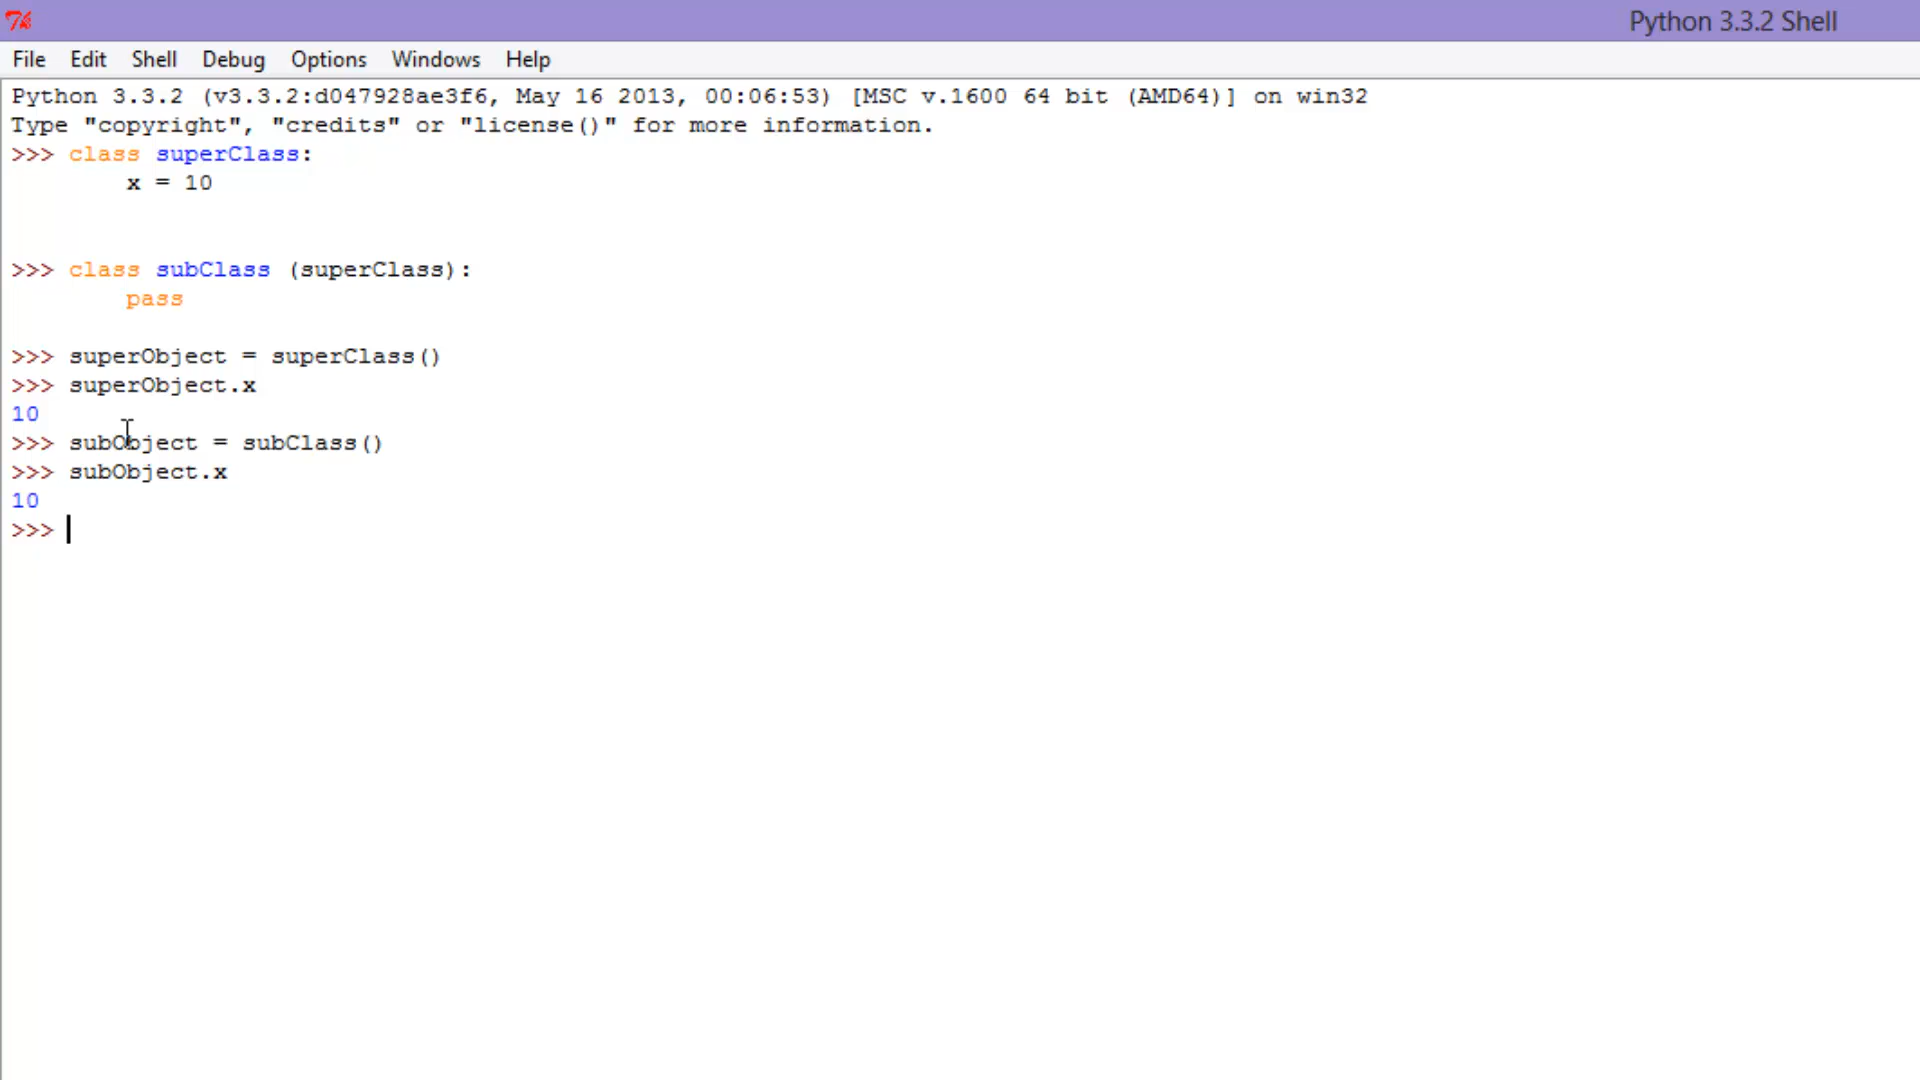 Python 3.3.2 Shell
File Edit Shell Debug Options Windows Help
Python 3.3.2 (v3.3.2:d047928ae3f6, May 16 2013, 00:06:53) [MSC v.1600 64 bit (AMD64)] on win32
Type "copyright", "credits" or "license()" for more information.
>>> class superClass:
        x = 10
>>> class subClass (superClass):
        pass
>>> superObject = superClass()
>>> superObject.x
10
>>> subObject = subClass()
>>> subObject.x
10
>>>